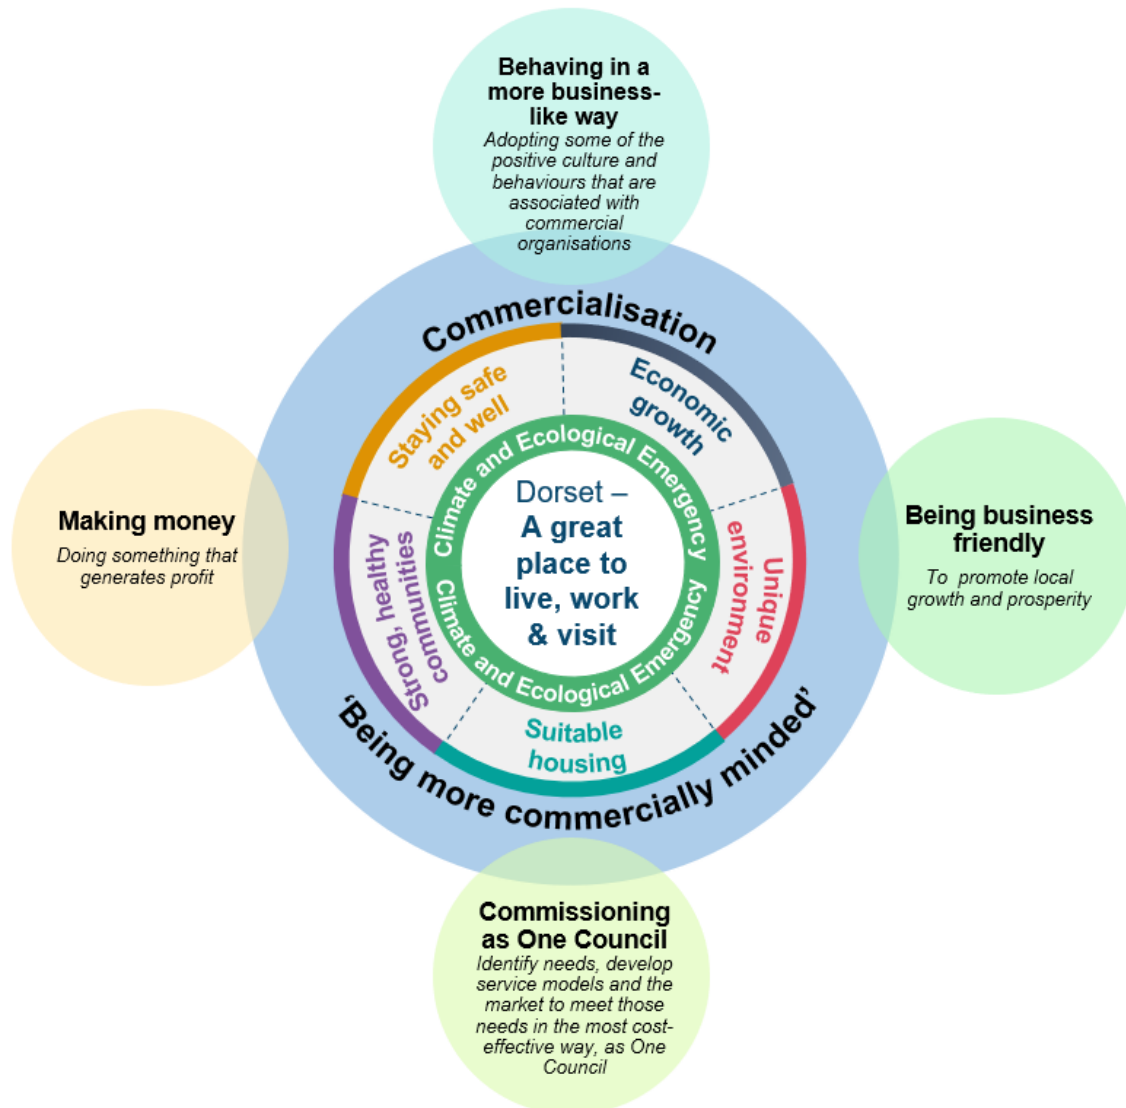 Behaving in a
more business-
like way
Adopting some of the
positive culture and
behaviours that are
associated with
commercial
organisations
Commercialisation
Staying safe
and well
Economic
growth
Climate and Ecological Emergency
Dorset –
A great
place to
live, work
& visit
Climate and Ecological Emergency
Strong, healthy
communities
Unique
environment
Suitable
housing
‘Being more commercially minded’
Making money
Doing something that
generates profit
Being business
friendly
To promote local
growth and prosperity
Commissioning
as One Council
Identify needs, develop
service models and the
market to meet those
needs in the most cost-
effective way, as One
Council